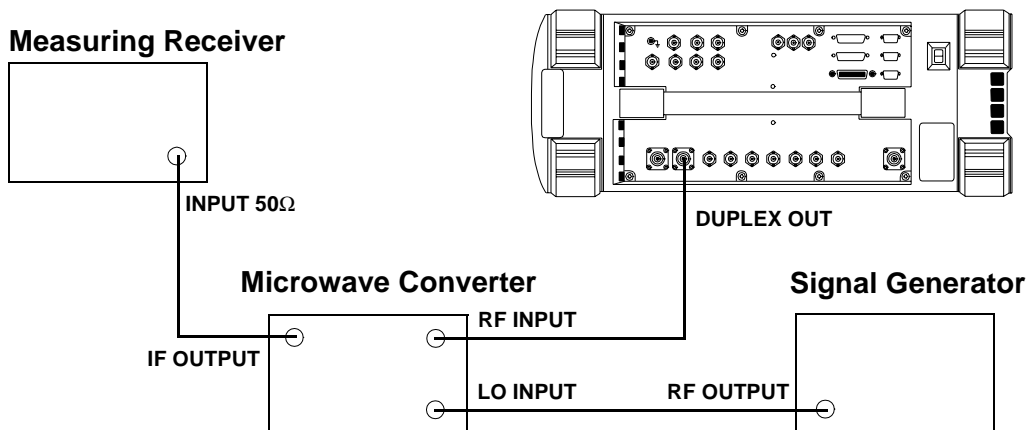 Measuring Receiver
INPUT 50Ω
DUPLEX OUT
Microwave Converter
Signal Generator
RF INPUT
IF OUTPUT
LO INPUT
RF OUTPUT